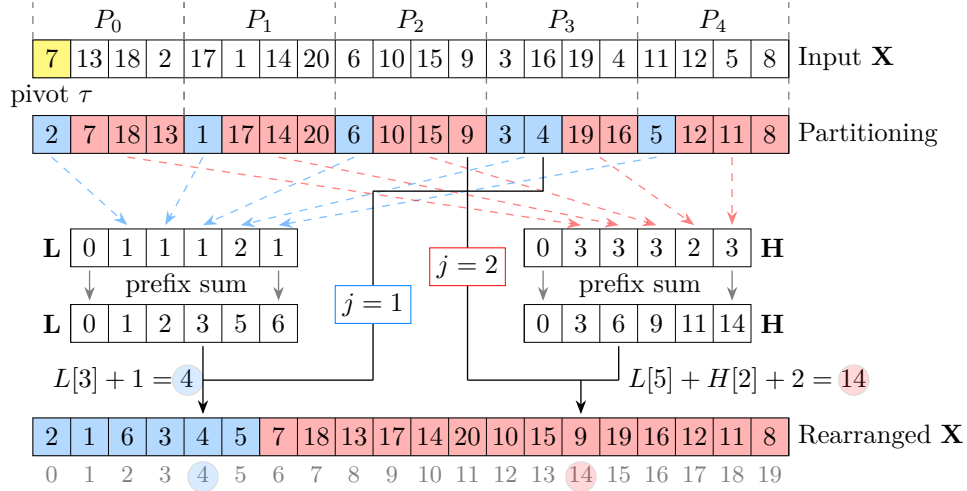 P₀ P₁ P₂ P₃ P₄
7 13 18 2 17 1 14 20 6 10 15 9 3 16 19 4 11 12 5 8 Input X
pivot τ
2 7 18 13 1 17 14 20 6 10 15 9 3 4 19 16 5 12 11 8 Partitioning
L 0 1 1 1 2 1
0 3 3 3 2 3 H
prefix sum
j = 2
prefix sum
j = 1
L 0 1 2 3 5 6
0 3 6 9 11 14 H
L[3] + 1 = 4
L[5] + H[2] + 2 = 14
2 1 6 3 4 5 7 18 13 17 14 20 10 15 9 19 16 12 11 8 Rearranged X
0 1 2 3 4 5 6 7 8 9 10 11 12 13 14 15 16 17 18 19